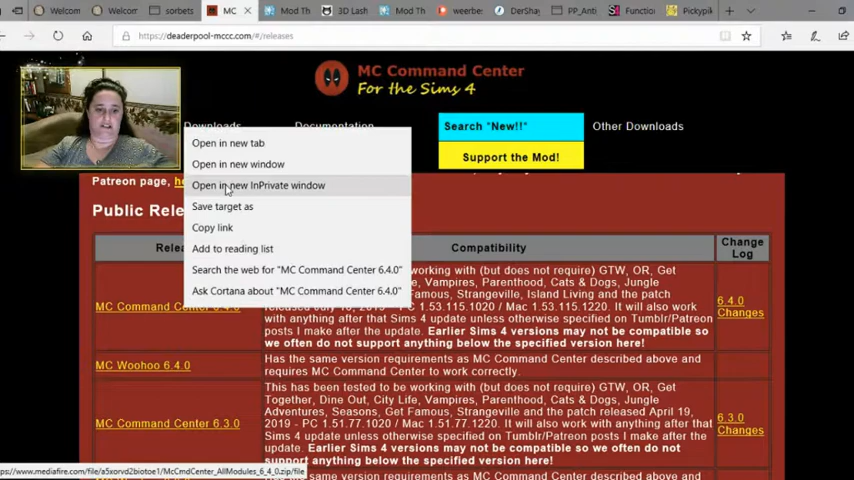 Welcom
Welcom
sorbets
MC
Mod Th
3D Lash
Mod Th
weerbe
DerSha
PP_Anti
Function
Pickypik
https://deaderpool-mccc.com/#/releases
MC Command Center
For the Sims 4
Downloads
Documentation
Search "New!!"
Other Downloads
Support the Mod!
Open in new tab
Open in new window
Open in new InPrivate window
Save target as
Copy link
Add to reading list
Search the web for "MC Command Center 6.4.0"
Ask Cortana about "MC Command Center 6.4.0"
Patreon page, h
Public Rele
Relea
Compatibility
Change
Log
MC Command Center 6.4.0
working with (but does not require) GTW, OR, Get
, Vampires, Parenthood, Cats & Dogs, Jungle
Famous, Strangeville, Island Living and the patch
released July 16, 2019 - PC 1.53.115.1020 / Mac 1.53.115.1220. It will also work
with anything after that Sims 4 update unless otherwise specified on Tumblr/Patreon
posts I make after the update. Earlier Sims 4 versions may not be compatible so
we often do not support anything below the specified version here!
6.4.0
Changes
MC Woohoo 6.4.0
Has the same version requirements as MC Command Center described above and
requires MC Command Center to work correctly.
MC Command Center 6.3.0
This has been tested to be working with (but does not require) GTW, OR, Get
Together, Dine Out, City Life, Vampires, Parenthood, Cats & Dogs, Jungle
Adventures, Seasons, Get Famous, Strangeville and the patch released April 19,
2019 - PC 1.51.77.1020 / Mac 1.51.77.1220. It will also work with anything after that
Sims 4 update unless otherwise specified on Tumblr/Patreon posts I make after the
update. Earlier Sims 4 versions may not be compatible so we often do not support
anything below the specified version here!
6.3.0
Changes
ps://www.mediafire.com/file/a5xorvd2biotoe1/McCmdCenter_AllModules_6_4_0.zip/file